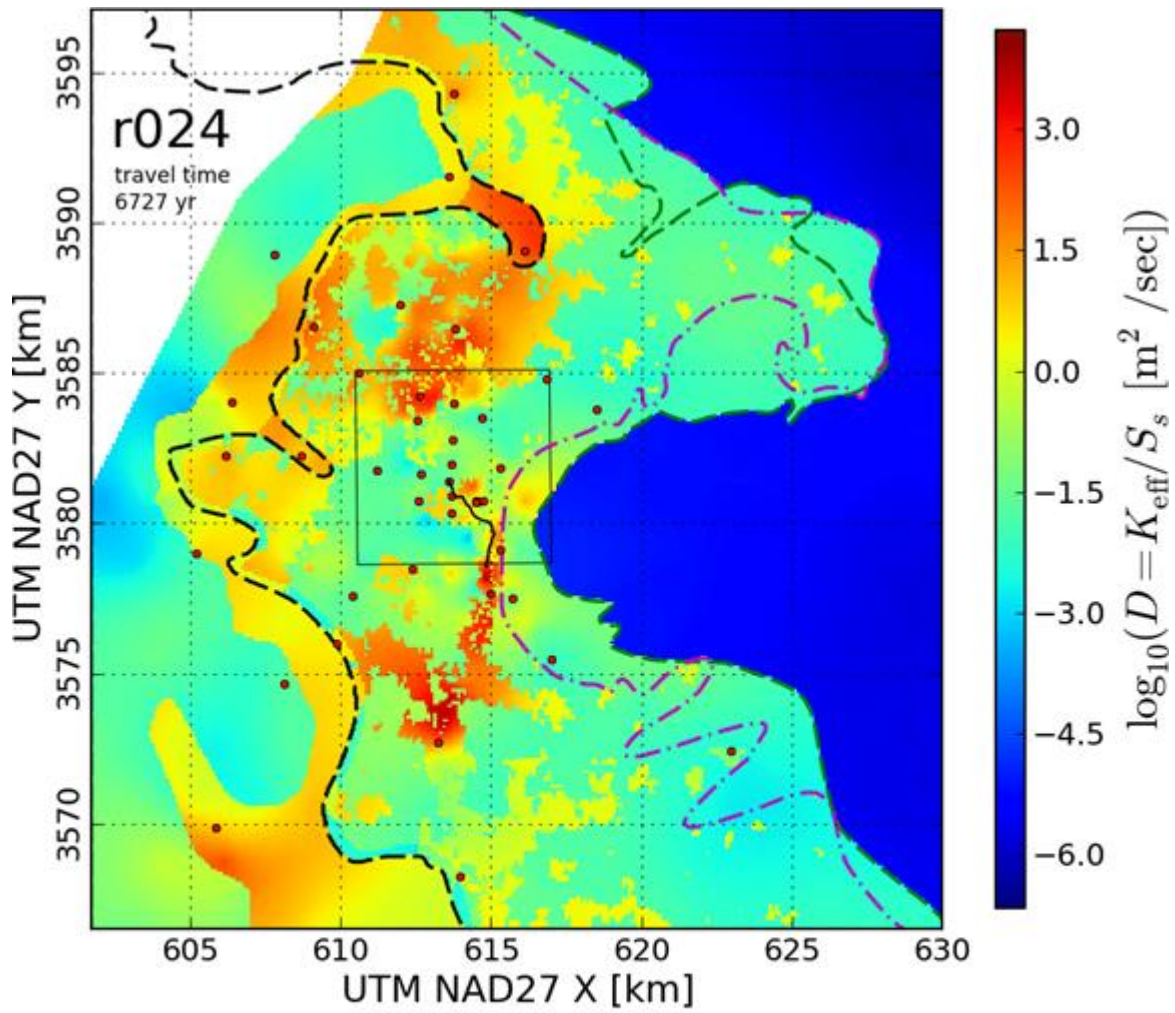 r024
travel time
6727 yr
3595
3590
3585
3580
3575
3570
UTM NAD27 Y [km]
605 610 615 620 625 630
UTM NAD27 X [km]
3.0
1.5
0.0
−1.5
−3.0
−4.5
−6.0
log₁₀(D = K_eff/S_s [m² /sec])